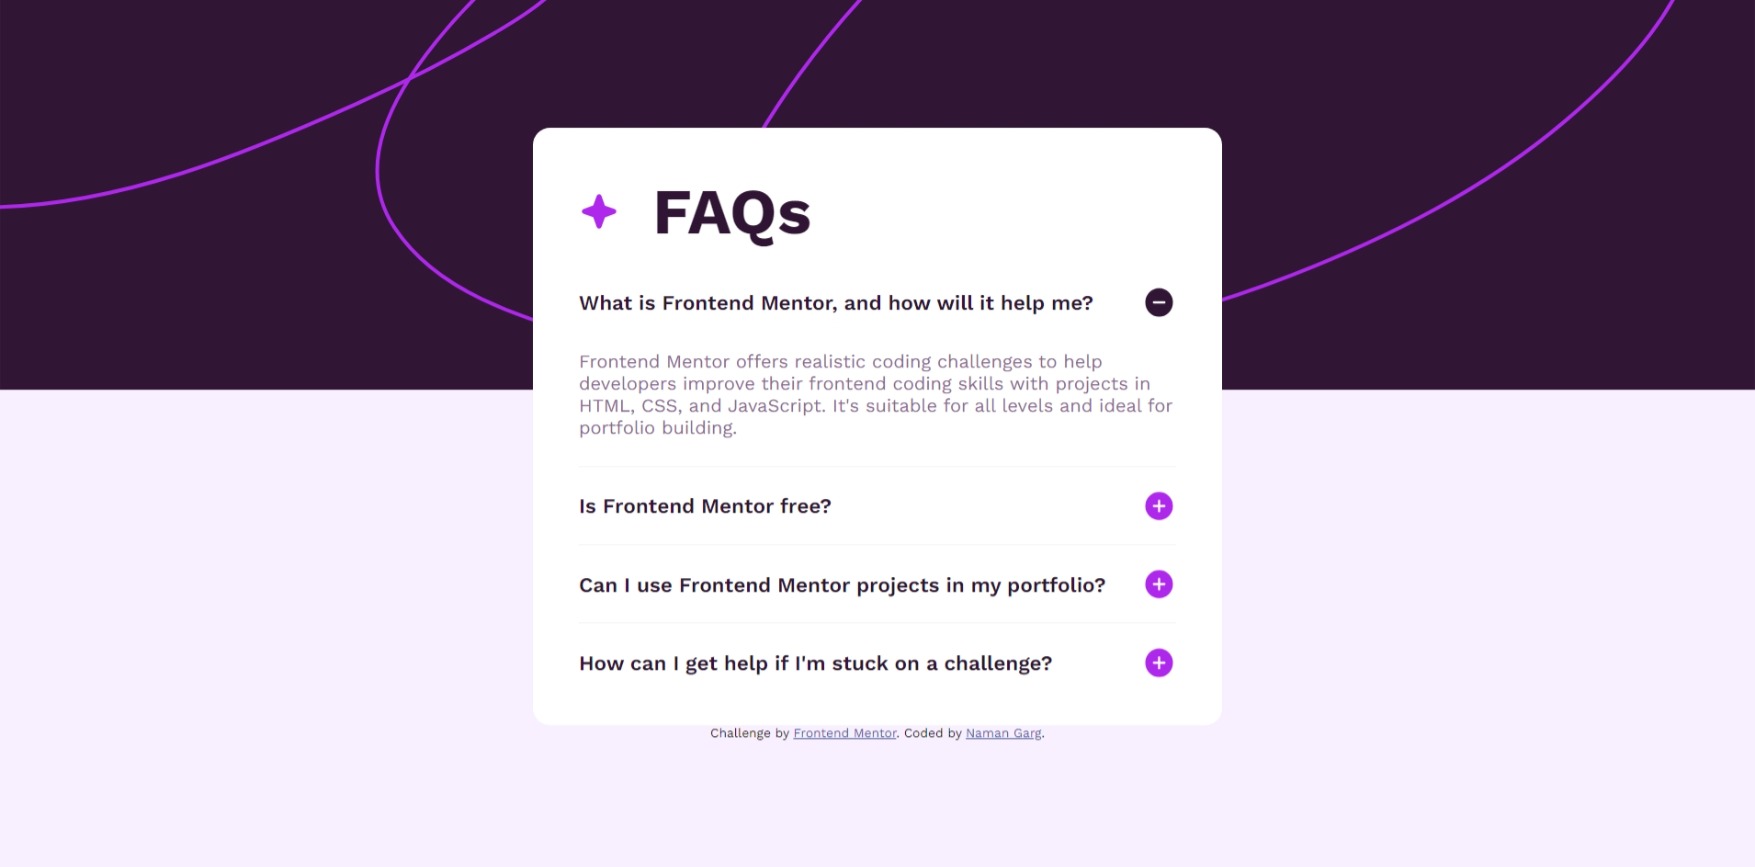 FAQs
What is Frontend Mentor, and how will it help me?
Frontend Mentor offers realistic coding challenges to help
developers improve their frontend coding skills with projects in
HTML, CSS, and JavaScript. It's suitable for all levels and ideal for
portfolio building.
Is Frontend Mentor free?
Can I use Frontend Mentor projects in my portfolio?
How can I get help if I'm stuck on a challenge?
Challenge by Frontend Mentor. Coded by Naman Garg.